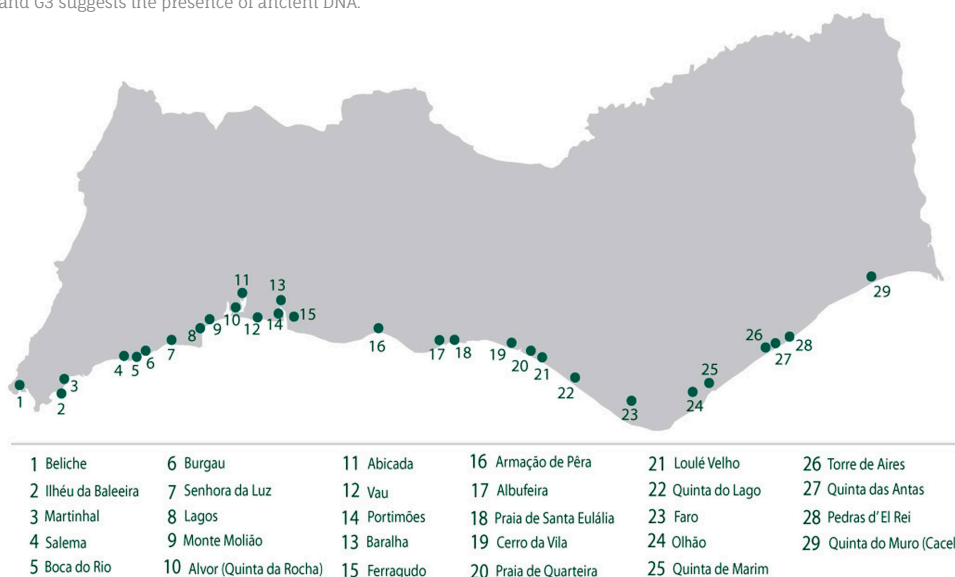 and G3 suggests the presence of ancient DNA.
11
13
10
12
14
15
8
9
29
7
16
17
18
19
20
21
26
27
28
4
5
6
25
22
24
23
1
2
3
1 Beliche
2 Ilhéu da Baleeira
3 Martinhal
4 Salema
5 Boca do Rio
6 Burgau
7 Senhora da Luz
8 Lagos
9 Monte Molião
10 Alvor (Quinta da Rocha)
11 Abicada
12 Vau
14 Portimões
13 Baralha
15 Ferragudo
16 Armação de Pêra
17 Albufeira
18 Praia de Santa Eulália
19 Cerro da Vila
20 Praia de Quarteira
21 Loulé Velho
22 Quinta do Lago
23 Faro
24 Olhão
25 Quinta de Marim
26 Torre de Aires
27 Quinta das Antas
28 Pedras d' El Rei
29 Quinta do Muro (Cacel